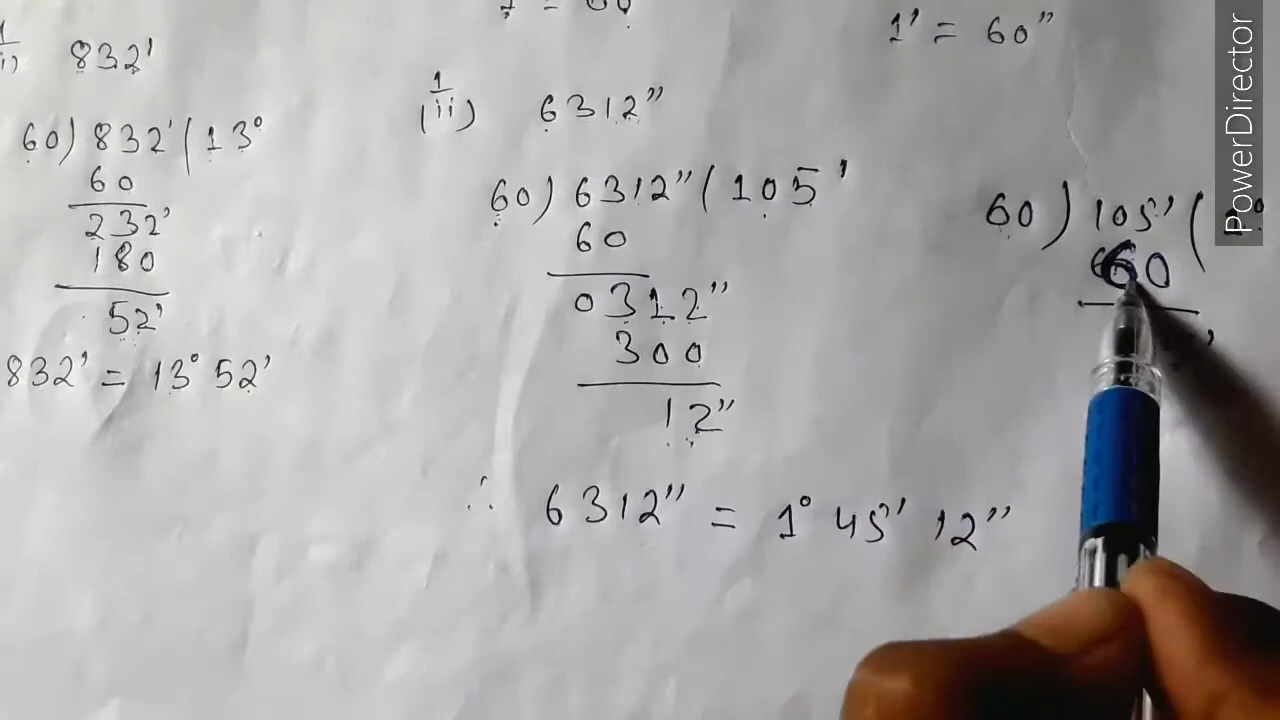 1' = 60"
i) 832'
60) 832' ( 13°
60
232'
180
52'
832' = 13° 52'
(ii) 6312"
60) 6312" ( 105'
60
0312"
300
12"
∴ 6312" = 1° 45' 12"
60) 105' (
60
PowerDirector